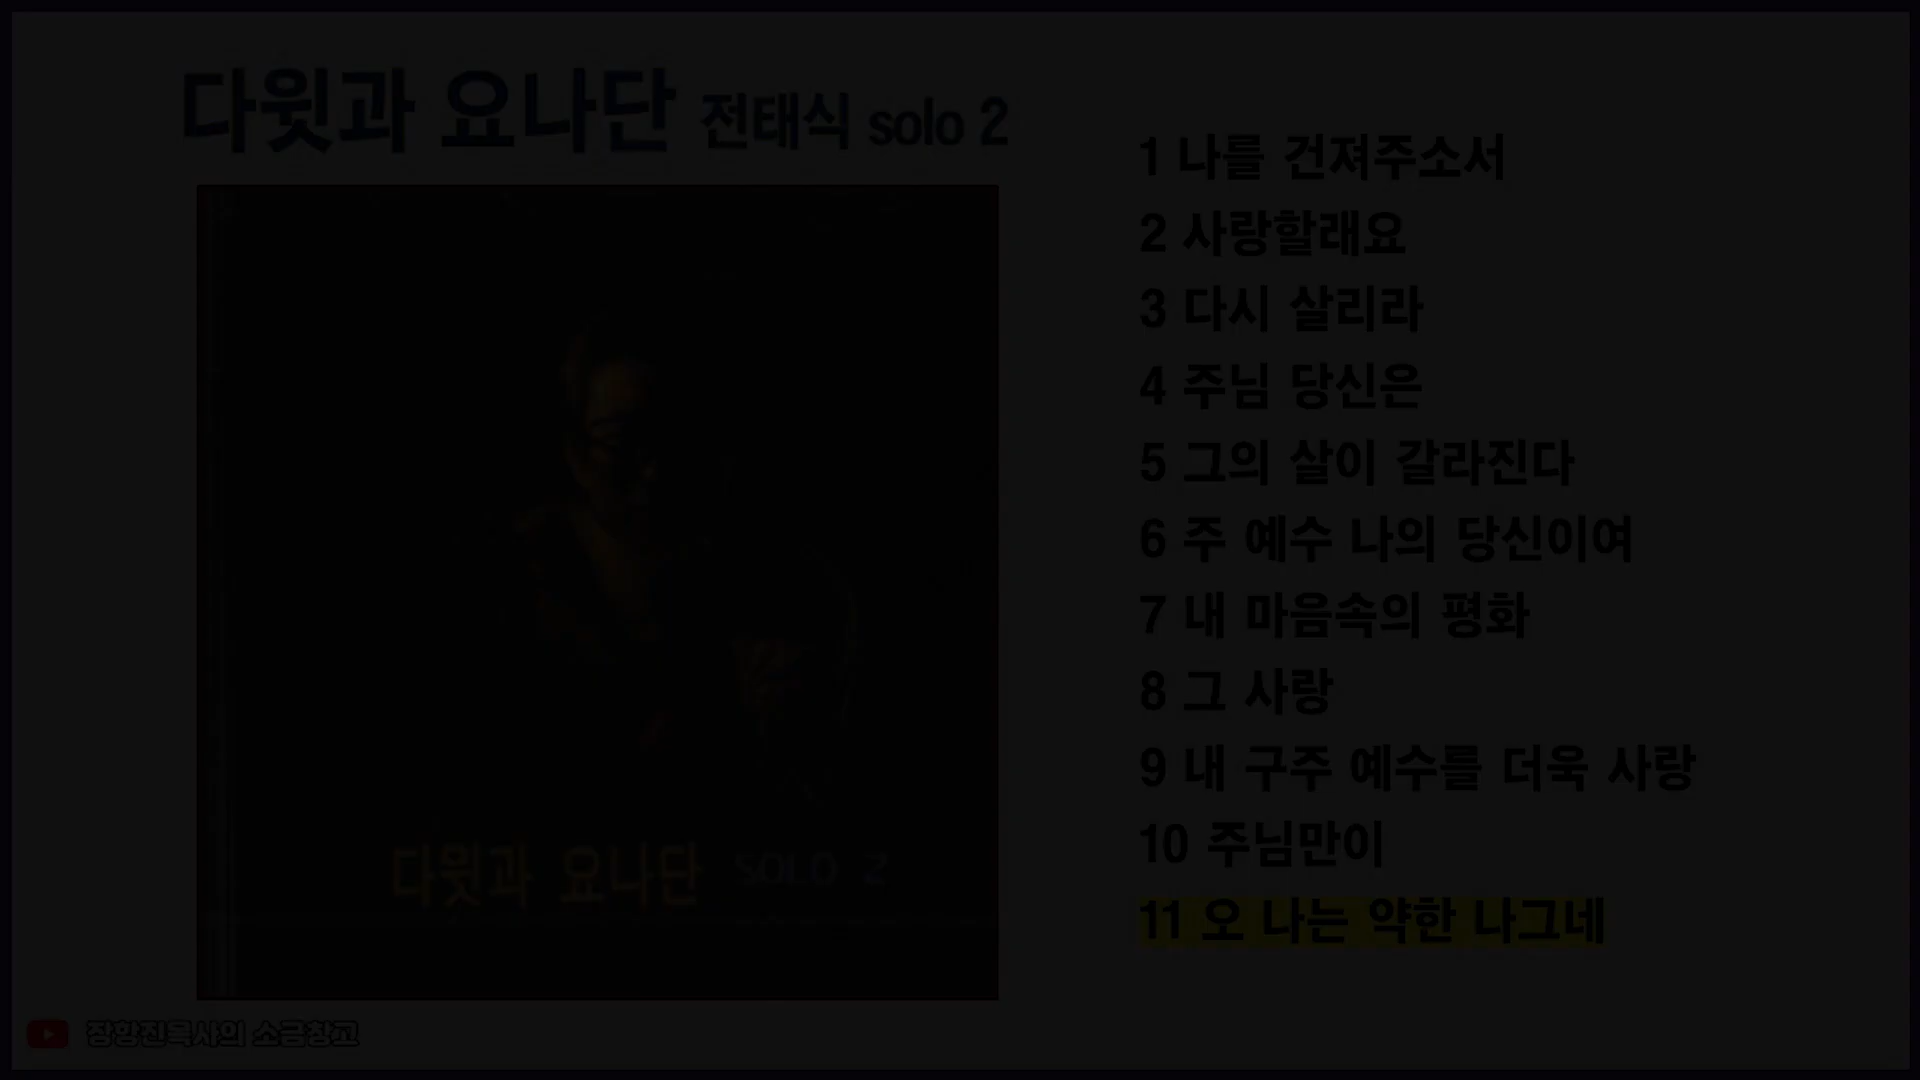 다윗과 요나단 전태식 solo 2
1 나를 건져주소서
2 사랑할래요
3 다시 살리라
4 주님 당신은
5 그의 살이 갈라진다
6 주 예수 나의 당신이여
7 내 마음속의 평화
8 그 사랑
9 내 구주 예수를 더욱 사랑
10 주님만이
11 오 나는 약한 나그네
다윗과 요나단 SOLO 2
장항진목사의 소금창고